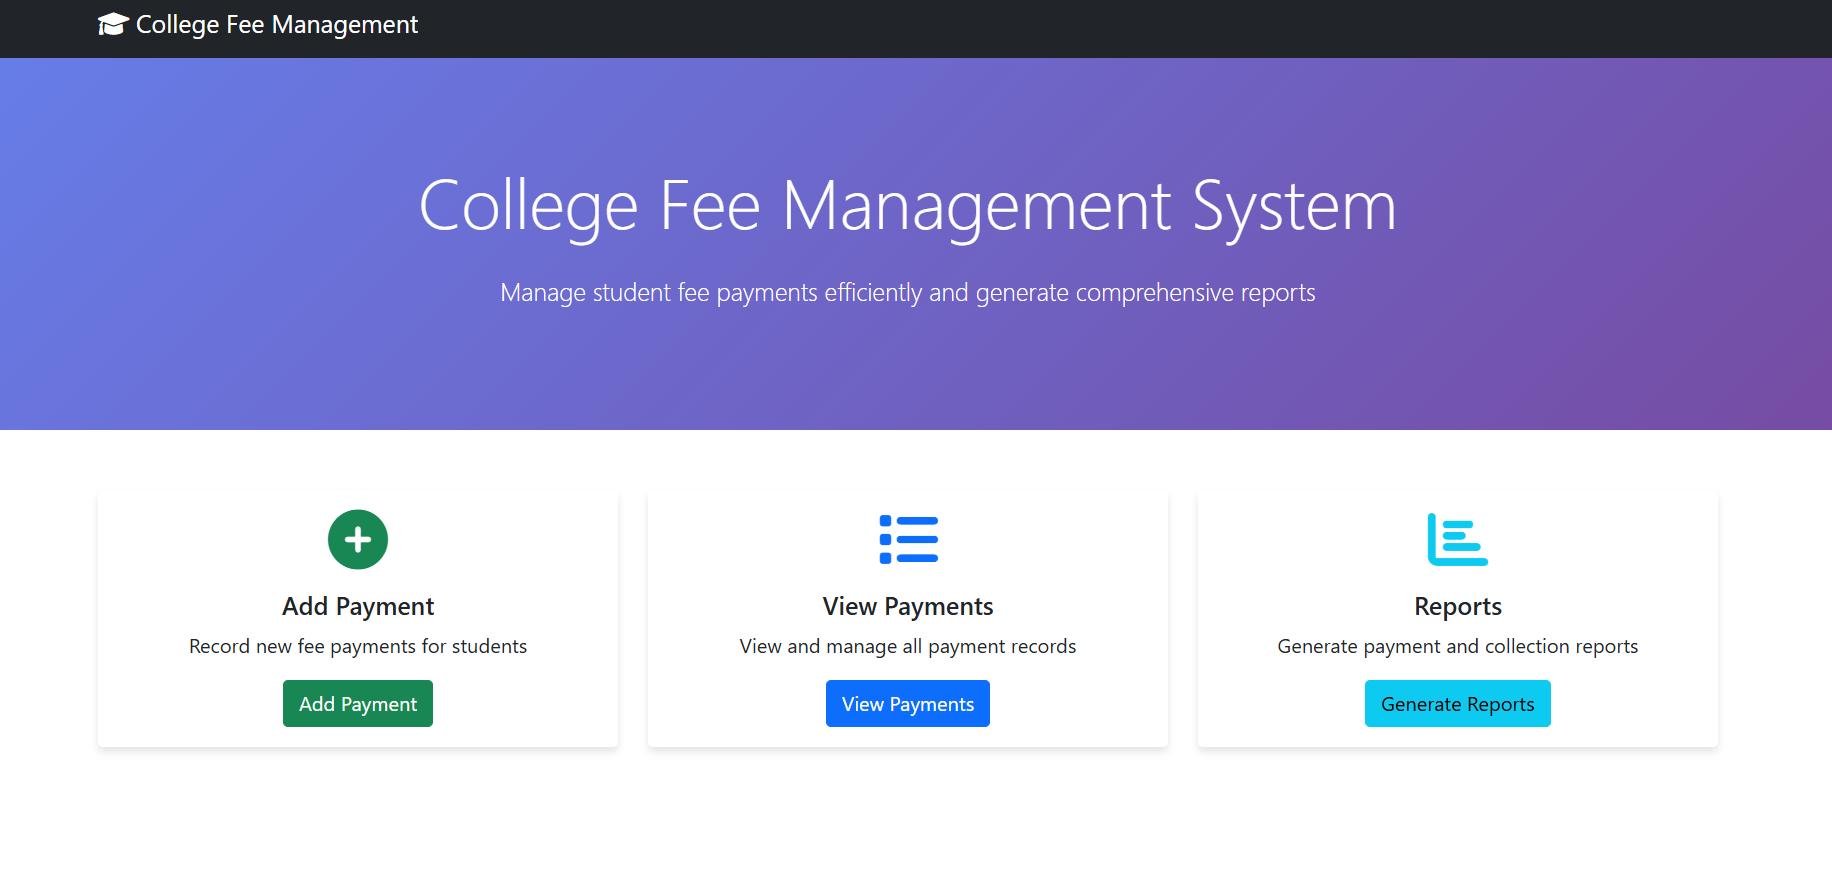 College Fee Management
College Fee Management System
Manage student fee payments efficiently and generate comprehensive reports
Add Payment
Record new fee payments for students
Add Payment
View Payments
View and manage all payment records
View Payments
Reports
Generate payment and collection reports
Generate Reports